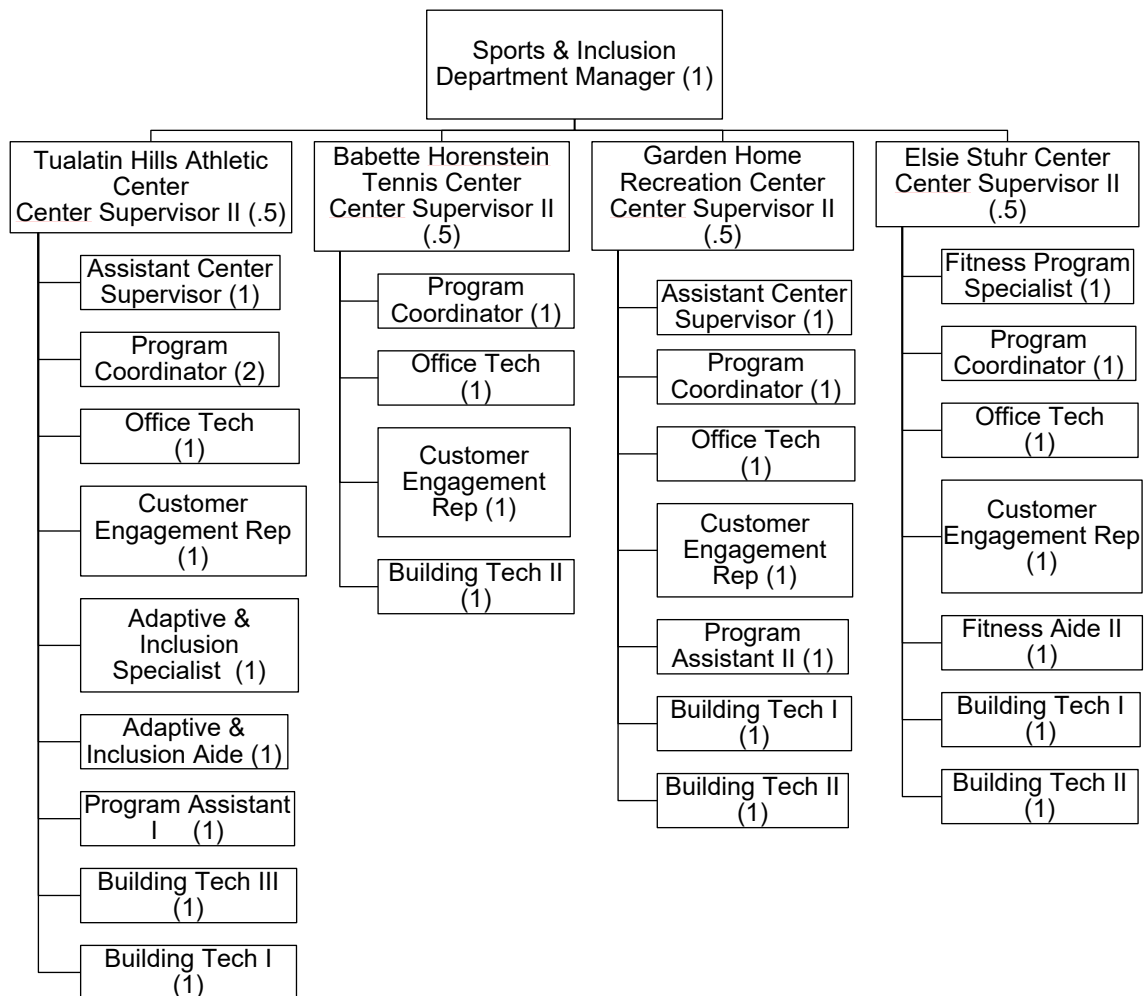 Sports & Inclusion
Department Manager (1)
Tualatin Hills Athletic
Center
Center Supervisor II (.5)
Assistant Center
Supervisor (1)
Program
Coordinator (2)
Office Tech
(1)
Customer
Engagement Rep
(1)
Adaptive &
Inclusion
Specialist (1)
Adaptive &
Inclusion Aide (1)
Program Assistant
I (1)
Building Tech III
(1)
Building Tech I
(1)
Babette Horenstein
Tennis Center
Center Supervisor II
(.5)
Program
Coordinator (1)
Office Tech
(1)
Customer
Engagement
Rep (1)
Building Tech II
(1)
Garden Home
Recreation Center
Center Supervisor II
(.5)
Assistant Center
Supervisor (1)
Program
Coordinator (1)
Office Tech
(1)
Customer
Engagement
Rep (1)
Program
Assistant II (1)
Building Tech I
(1)
Building Tech II
(1)
Elsie Stuhr Center
Center Supervisor II
(.5)
Fitness Program
Specialist (1)
Program
Coordinator (1)
Office Tech
(1)
Customer
Engagement Rep
(1)
Fitness Aide II
(1)
Building Tech I
(1)
Building Tech II
(1)